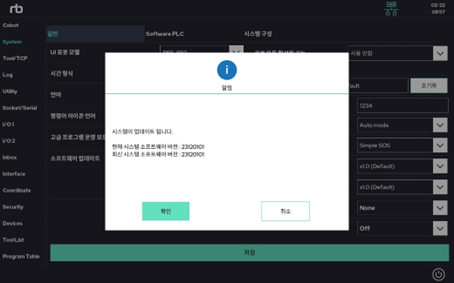 rb
02-22
08:57
Cobot
System
Tool/TCP
Log
Utility
Socket/Serial
I/O 1
I/O 2
Inbox
Interface
Coordinate
Security
Devices
ToolList
Program Table
일반
Software PLC
시스템 구성
UI 로봇 모델
사용 안함
시간 형식
초기화
언어
1234
명령어 아이콘 언어
Auto mode
고급 프로그램 운영 모드
Simple SOS
소프트웨어 업데이트
x1.0 (Default)
x1.0 (Default)
None
Off
저장
알림
시스템이 업데이트 됩니다.
현재 시스템 소프트웨어 버전 : 23120101
최신 시스템 소프트웨어 버전 : 23120101
확인
취소